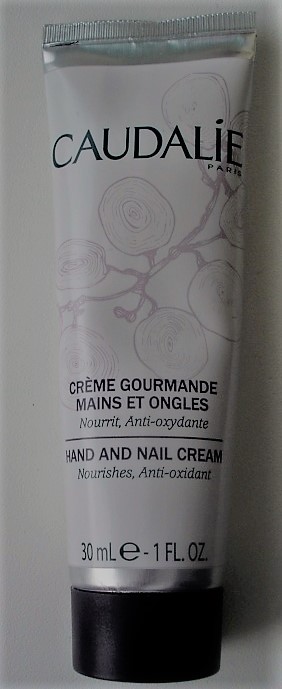 CAUDALÍE
PARIS
CRÈME GOURMANDE
MAINS ET ONGLES
Nourrit, Anti-oxydante
HAND AND NAIL CREAM
Nourishes, Anti-oxidant
30 mL ℮ - 1 FL. OZ.